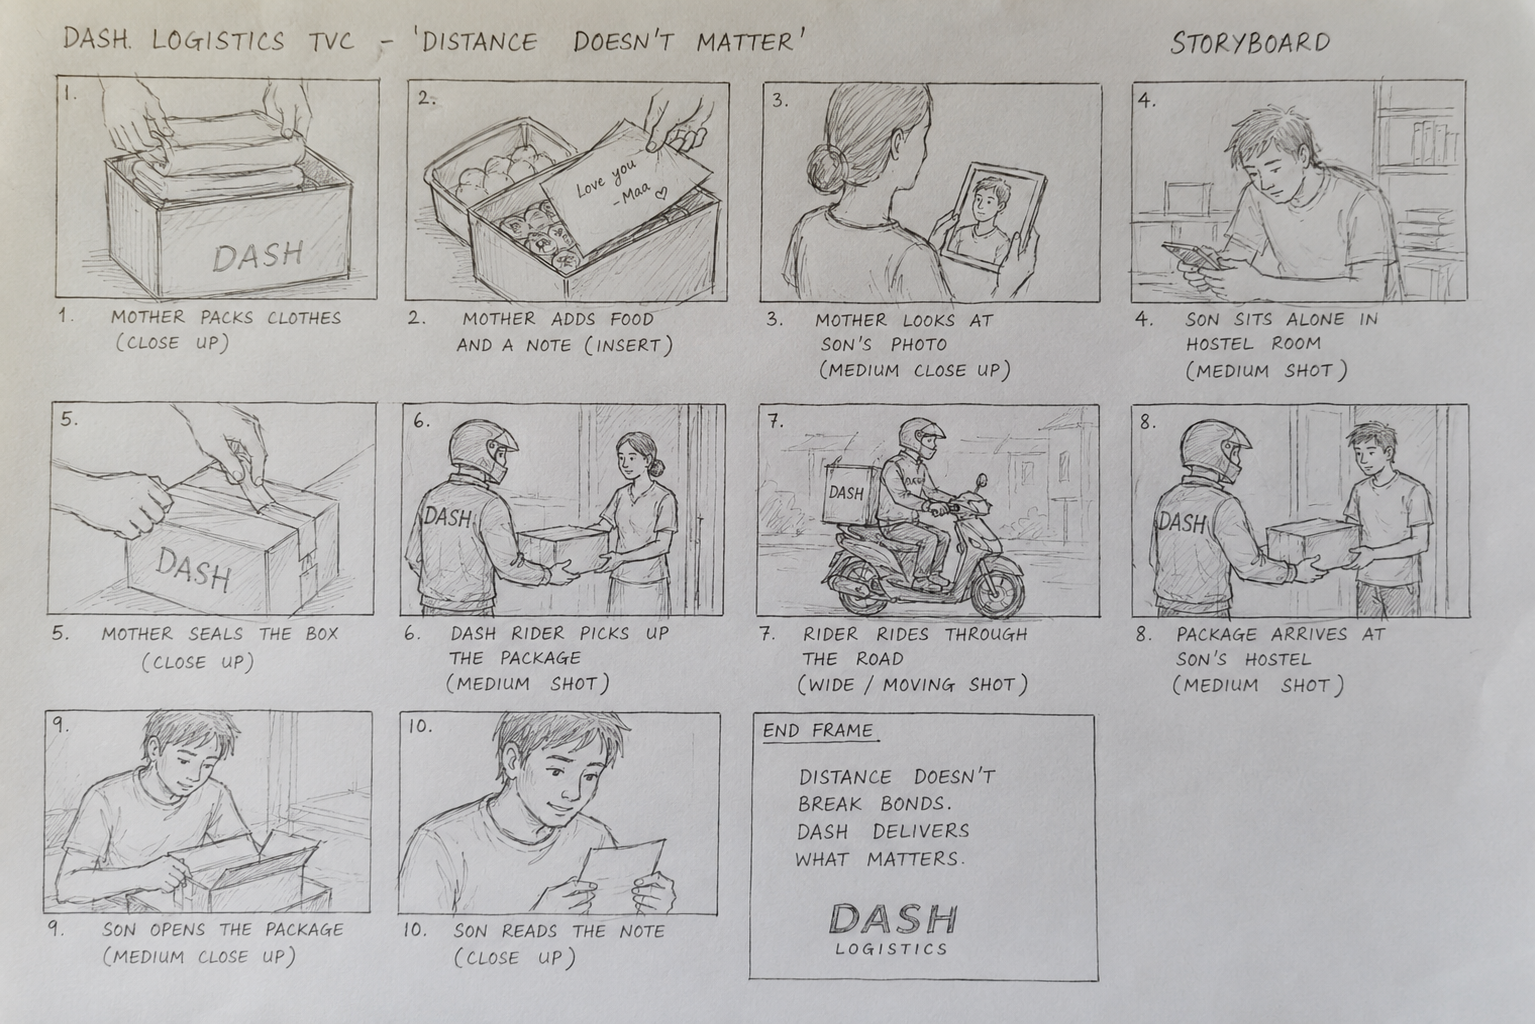 DASH. LOGISTICS TVC – 'DISTANCE DOESN'T MATTER'
STORYBOARD
1.
DASH
1. MOTHER PACKS CLOTHES
(CLOSE UP)
2.
Love you
- Maa ♡
2. MOTHER ADDS FOOD
AND A NOTE (INSERT)
3.
3. MOTHER LOOKS AT
SON'S PHOTO
(MEDIUM CLOSE UP)
4.
4. SON SITS ALONE IN
HOSTEL ROOM
(MEDIUM SHOT)
5.
DASH
5. MOTHER SEALS THE BOX
(CLOSE UP)
6.
DASH
6. DASH RIDER PICKS UP
THE PACKAGE
(MEDIUM SHOT)
7.
DASH
7. RIDER RIDES THROUGH
THE ROAD
(WIDE / MOVING SHOT)
8.
DASH
8. PACKAGE ARRIVES AT
SON'S HOSTEL
(MEDIUM SHOT)
9.
9. SON OPENS THE PACKAGE
(MEDIUM CLOSE UP)
10.
10. SON READS THE NOTE
(CLOSE UP)
END FRAME
DISTANCE DOESN'T
BREAK BONDS.
DASH DELIVERS
WHAT MATTERS.
DASH
LOGISTICS